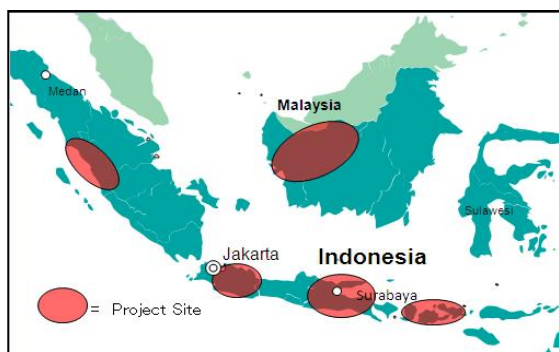 Medan
Malaysia
Sulawesi
Jakarta
Indonesia
Surabaya
= Project Site